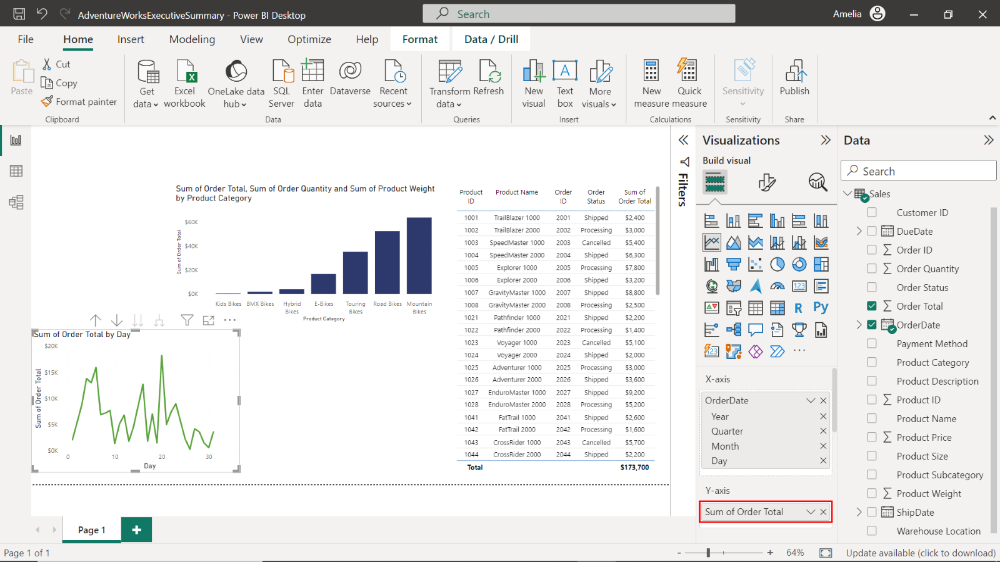 AdventureWorksExecutiveSummary - Power BI Desktop
Search
Amelia
File Home Insert Modeling View Optimize Help Format Data / Drill
Paste
Cut
Copy
Format painter
Clipboard
Get data
Excel workbook
OneLake data hub
SQL Server
Enter data
Dataverse
Recent sources
Data
Transform data
Refresh
Queries
New visual
Text box
A
More visuals
Insert
New measure
Quick measure
Calculations
Sensitivity
Sensitivity
Publish
Share
Sum of Order Total, Sum of Order Quantity and Sum of Product Weight
by Product Category
Sum of Order Total
$60K
$40K
$20K
$0K
Kids Bikes BMX Bikes Hybrid Bikes E-Bikes Touring Bikes Road Bikes Mountain Bikes
Product Category
Sum of Order Total by Day
Sum of Order Total
$20K
$15K
$10K
$5K
$0K
0 10 20 30
Day
Product ID Product Name Order ID Order Status Sum of Order Total
1001 TrailBlazer 1000 2001 Shipped $2,400
1002 TrailBlazer 2000 2002 Processing $3,000
1003 SpeedMaster 1000 2003 Cancelled $5,400
1004 SpeedMaster 2000 2004 Shipped $6,300
1005 Explorer 1000 2005 Processing $7,800
1006 Explorer 2000 2006 Shipped $3,200
1007 GravityMaster 1000 2007 Shipped $8,800
1008 GravityMaster 2000 2008 Processing $2,500
1021 Pathfinder 1000 2021 Shipped $2,200
1022 Pathfinder 2000 2022 Processing $1,400
1023 Voyager 1000 2023 Cancelled $5,100
1024 Voyager 2000 2024 Shipped $2,000
1025 Adventurer 1000 2025 Processing $3,000
1026 Adventurer 2000 2026 Shipped $3,600
1027 EnduroMaster 1000 2027 Shipped $9,200
1028 EnduroMaster 2000 2028 Processing $5,200
1041 FatTrail 1000 2041 Shipped $2,600
1042 FatTrail 2000 2042 Processing $1,600
1043 CrossRider 1000 2043 Cancelled $5,700
1044 CrossRider 2000 2044 Shipped $2,200
Total $173,700
Filters
Visualizations
Build visual
123
R
Py
123
X-axis
OrderDate
Year
Quarter
Month
Day
Y-axis
Sum of Order Total
Data
Search
Sales
Customer ID
DueDate
Σ Order ID
Σ Order Quantity
Order Status
Σ Order Total
OrderDate
Payment Method
Product Category
Product Description
Σ Product ID
Product Name
Σ Product Price
Product Size
Product Subcategory
Σ Product Weight
ShipDate
Warehouse Location
Page 1
+
Page 1 of 1
- + 64%
Update available (click to download)